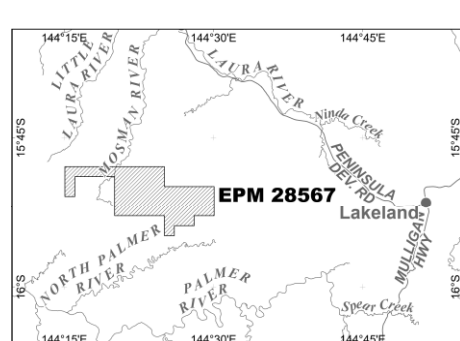 144°15'E 144°30'E 144°45'E
LITTLE
LAURA RIVER
MOSMAN RIVER
LAURA RIVER
Ninda Creek
15°45'S 15°45'S
PENINSULA
DEV. RD
EPM 28567
Lakeland
MULLIGAN
HWY
NORTH PALMER
RIVER
PALMER
RIVER
16°S 16°S
Spear Creek
144°15'E 144°30'E 144°45'E